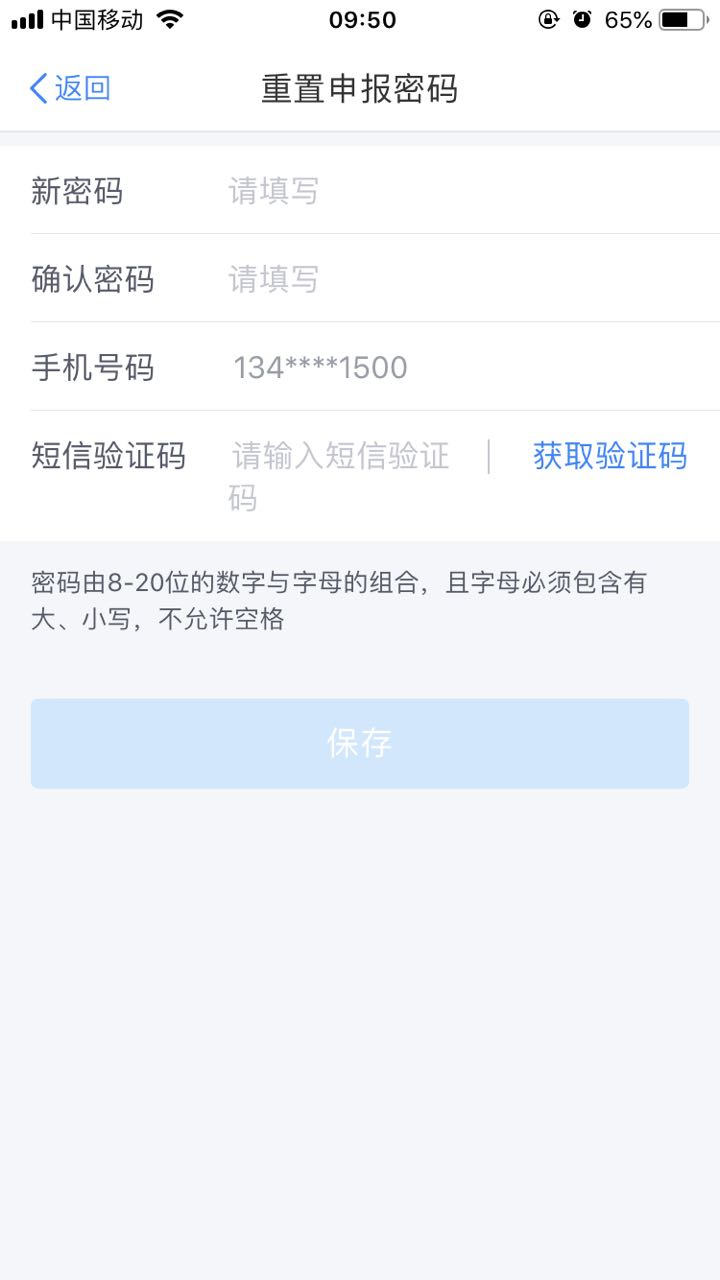 中国移动 09:50 65%
返回 重置申报密码
新密码 请填写
确认密码 请填写
手机号码 134****1500
短信验证码 请输入短信验证 获取验证码
码
密码由8-20位的数字与字母的组合，且字母必须包含有
大、小写，不允许空格
保存